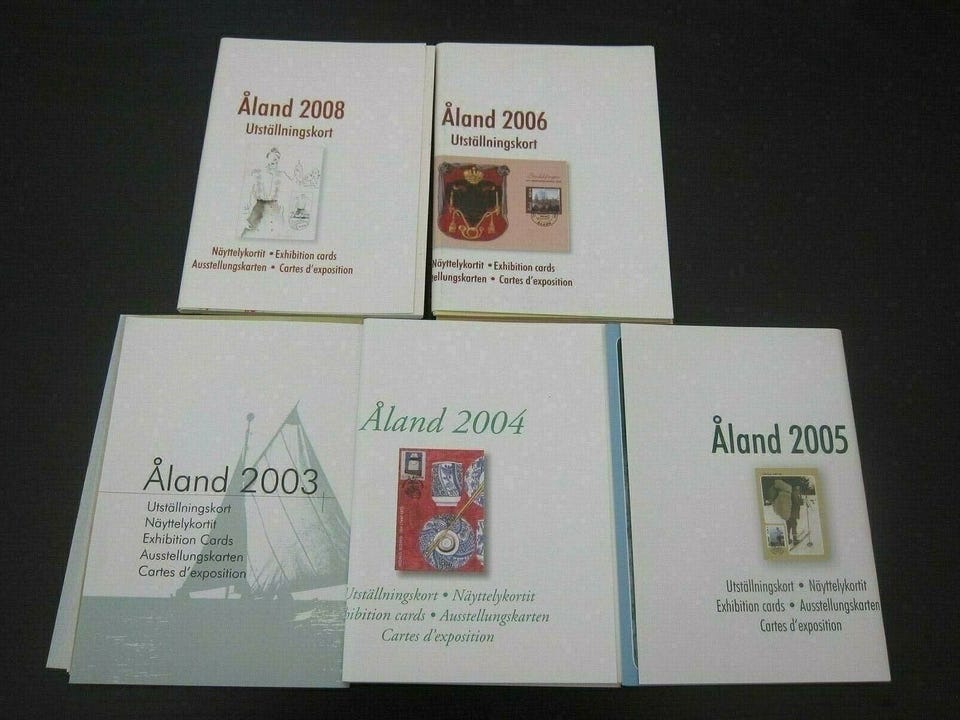 Åland 2008
Utställningskort
Näyttelykortit • Exhibition cards
Ausstellungskarten • Cartes d'exposition
Åland 2006
Utställningskort
Näyttelykortit • Exhibition cards
ellungskarten • Cartes d'exposition
Åland 2003
Utställningskort
Näyttelykortit
Exhibition Cards
Ausstellungskarten
Cartes d'exposition
Åland 2004
Utställningskort • Näyttelykortit
hibition cards • Ausstellungskarten
Cartes d'exposition
Åland 2005
Utställningskort • Näyttelykortit
Exhibition cards • Ausstellungskarten
Cartes d'exposition